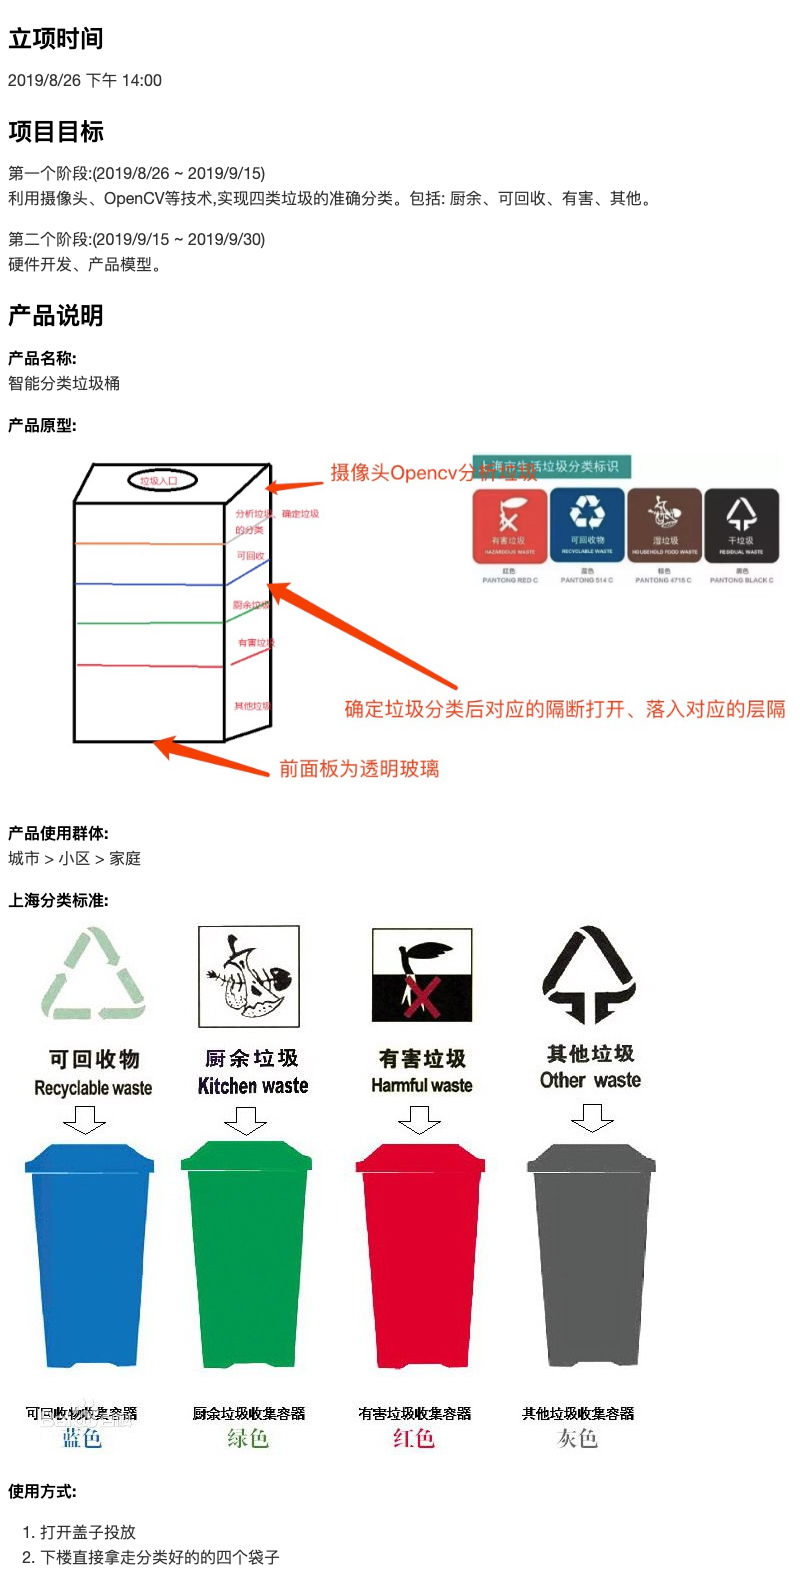 立项时间
2019/8/26 下午 14:00
项目目标
第一个阶段:(2019/8/26 ~ 2019/9/15)
利用摄像头、OpenCV等技术,实现四类垃圾的准确分类。包括: 厨余、可回收、有害、其他。
第二个阶段:(2019/9/15 ~ 2019/9/30)
硬件开发、产品模型。
产品说明
产品名称:
智能分类垃圾桶
产品原型:
垃圾入口
摄像头Opencv分析垃圾
分析垃圾、确定垃圾
的分类
可回收
厨余垃圾
有害垃圾
其他垃圾
确定垃圾分类后对应的隔断打开、落入对应的层隔
前面板为透明玻璃
上海市生活垃圾分类标识
有害垃圾 可回收物 湿垃圾 干垃圾
HAZARDOUS WASTE RECYCLABLE WASTE HOUSEHOLD FOOD WASTE RESIDUAL WASTE
红色 蓝色 棕色 黑色
PANTONG RED C PANTONG 514 C PANTONG 4715 C PANTONG BLACK C
产品使用群体:
城市 > 小区 > 家庭
上海分类标准:
可回收物 厨余垃圾 有害垃圾 其他垃圾
Recyclable waste Kitchen waste Harmful waste Other waste
可回收物收集容器 厨余垃圾收集容器 有害垃圾收集容器 其他垃圾收集容器
蓝色 绿色 红色 灰色
使用方式:
1. 打开盖子投放
2. 下楼直接拿走分类好的的四个袋子